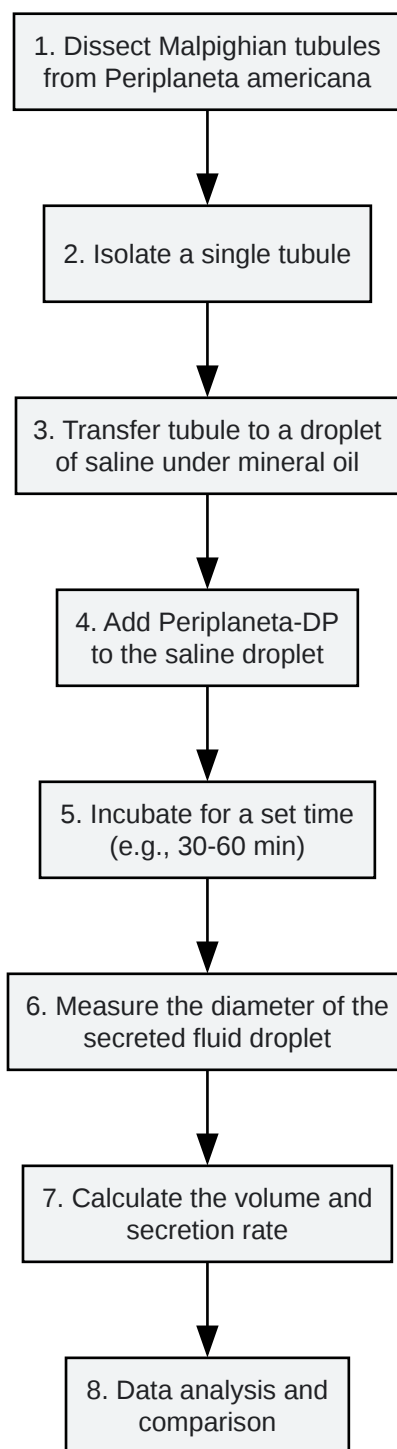 1. Dissect Malpighian tubules
from Periplaneta americana
2. Isolate a single tubule
3. Transfer tubule to a droplet
of saline under mineral oil
4. Add Periplaneta-DP
to the saline droplet
5. Incubate for a set time
(e.g., 30-60 min)
6. Measure the diameter of the
secreted fluid droplet
7. Calculate the volume and
secretion rate
8. Data analysis and
comparison